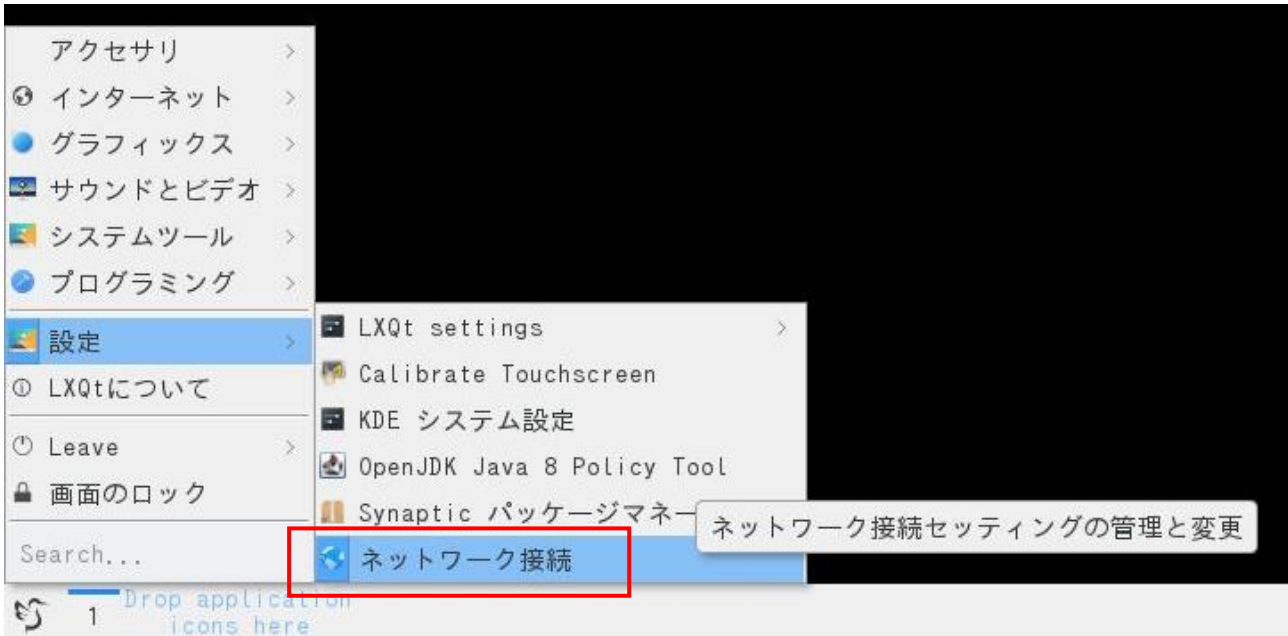 アクセサリ
インターネット
グラフィックス
サウンドとビデオ
システムツール
プログラミング
設定
LXQtについて
Leave
画面のロック
Search...
LXQt settings
Calibrate Touchscreen
KDE システム設定
OpenJDK Java 8 Policy Tool
Synaptic パッケージマネー
ネットワーク接続
ネットワーク接続セッティングの管理と変更
1
Drop application
icons here